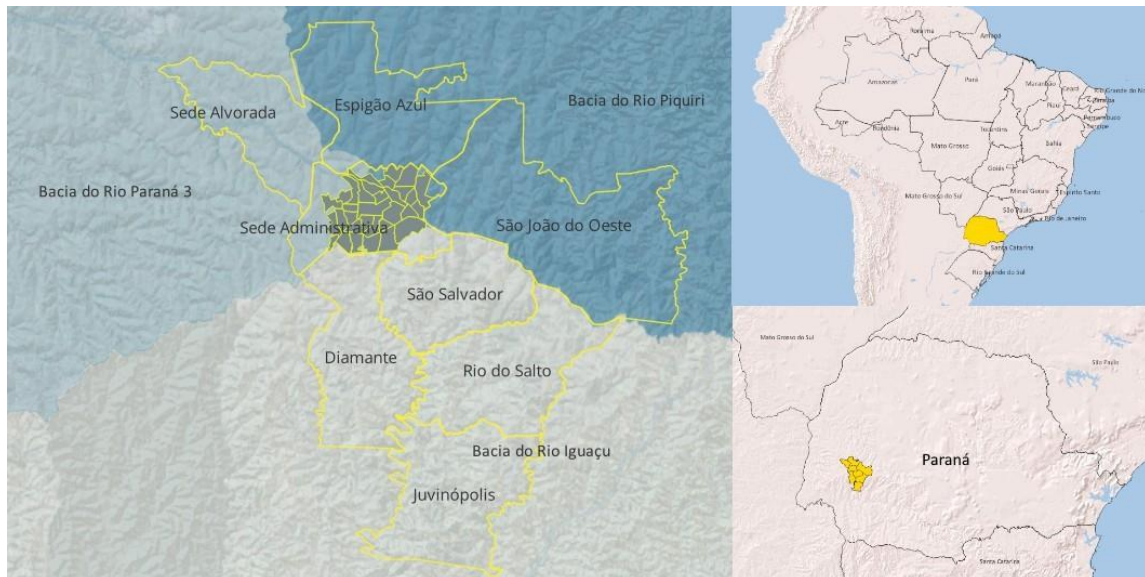 Espigão Azul
Bacia do Rio Piquiri
Sede Alvorada
Bacia do Rio Paraná 3
Sede Administrativa
São João do Oeste
São Salvador
Diamante
Rio do Salto
Bacia do Rio Iguaçu
Juvinópolis
Roraima
Amapá
Amazonas
Pará
Maranhão
Ceará
Rio Grande do No
Paraíba
Piauí
Pernambuco
Sergipe
Acre
Rondônia
Tocantins
Mato Grosso
Bahia
Goiás
Mato Grosso do Sul
Minas Gerais
Espírito Santo
São Paulo
Rio de Janeiro
Santa Catarina
Rio Grande do Sul
Mato Grosso do Sul
São Paulo
Paraná
Santa Catarina